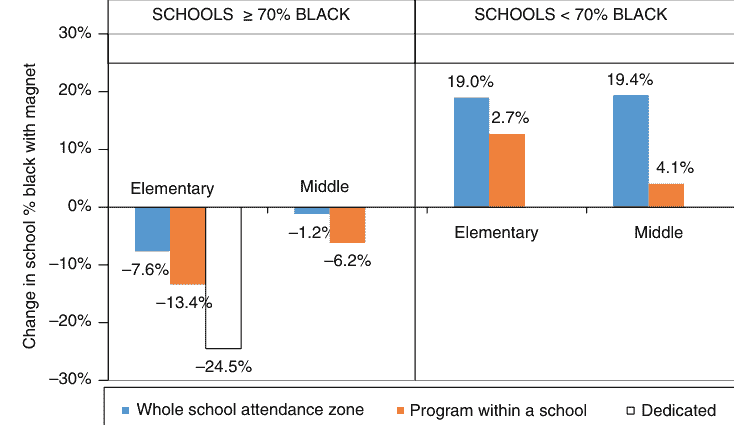 SCHOOLS ≥ 70% BLACK
SCHOOLS < 70% BLACK
Change in school % black with magnet
30%
20%
10%
0%
–10%
–20%
–30%
Elementary
Middle
–7.6%
–13.4%
–24.5%
–1.2%
–6.2%
19.0%
2.7%
19.4%
4.1%
Elementary
Middle
Whole school attendance zone
Program within a school
Dedicated